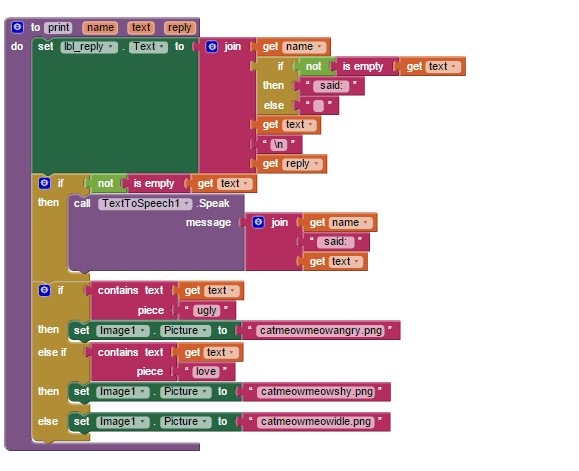 to print name text reply
do set lbl_reply . Text to join get name
if not is empty get text
then " said: "
else " "
get text
" \n "
get reply
if not is empty get text
then call TextToSpeech1 .Speak
message join get name
" said: "
get text
if contains text get text
piece " ugly "
then set Image1 . Picture to " catmeowmeowangry.png "
else if contains text get text
piece " love "
then set Image1 . Picture to " catmeowmeowshy.png "
else set Image1 . Picture to " catmeowmeowidle.png "